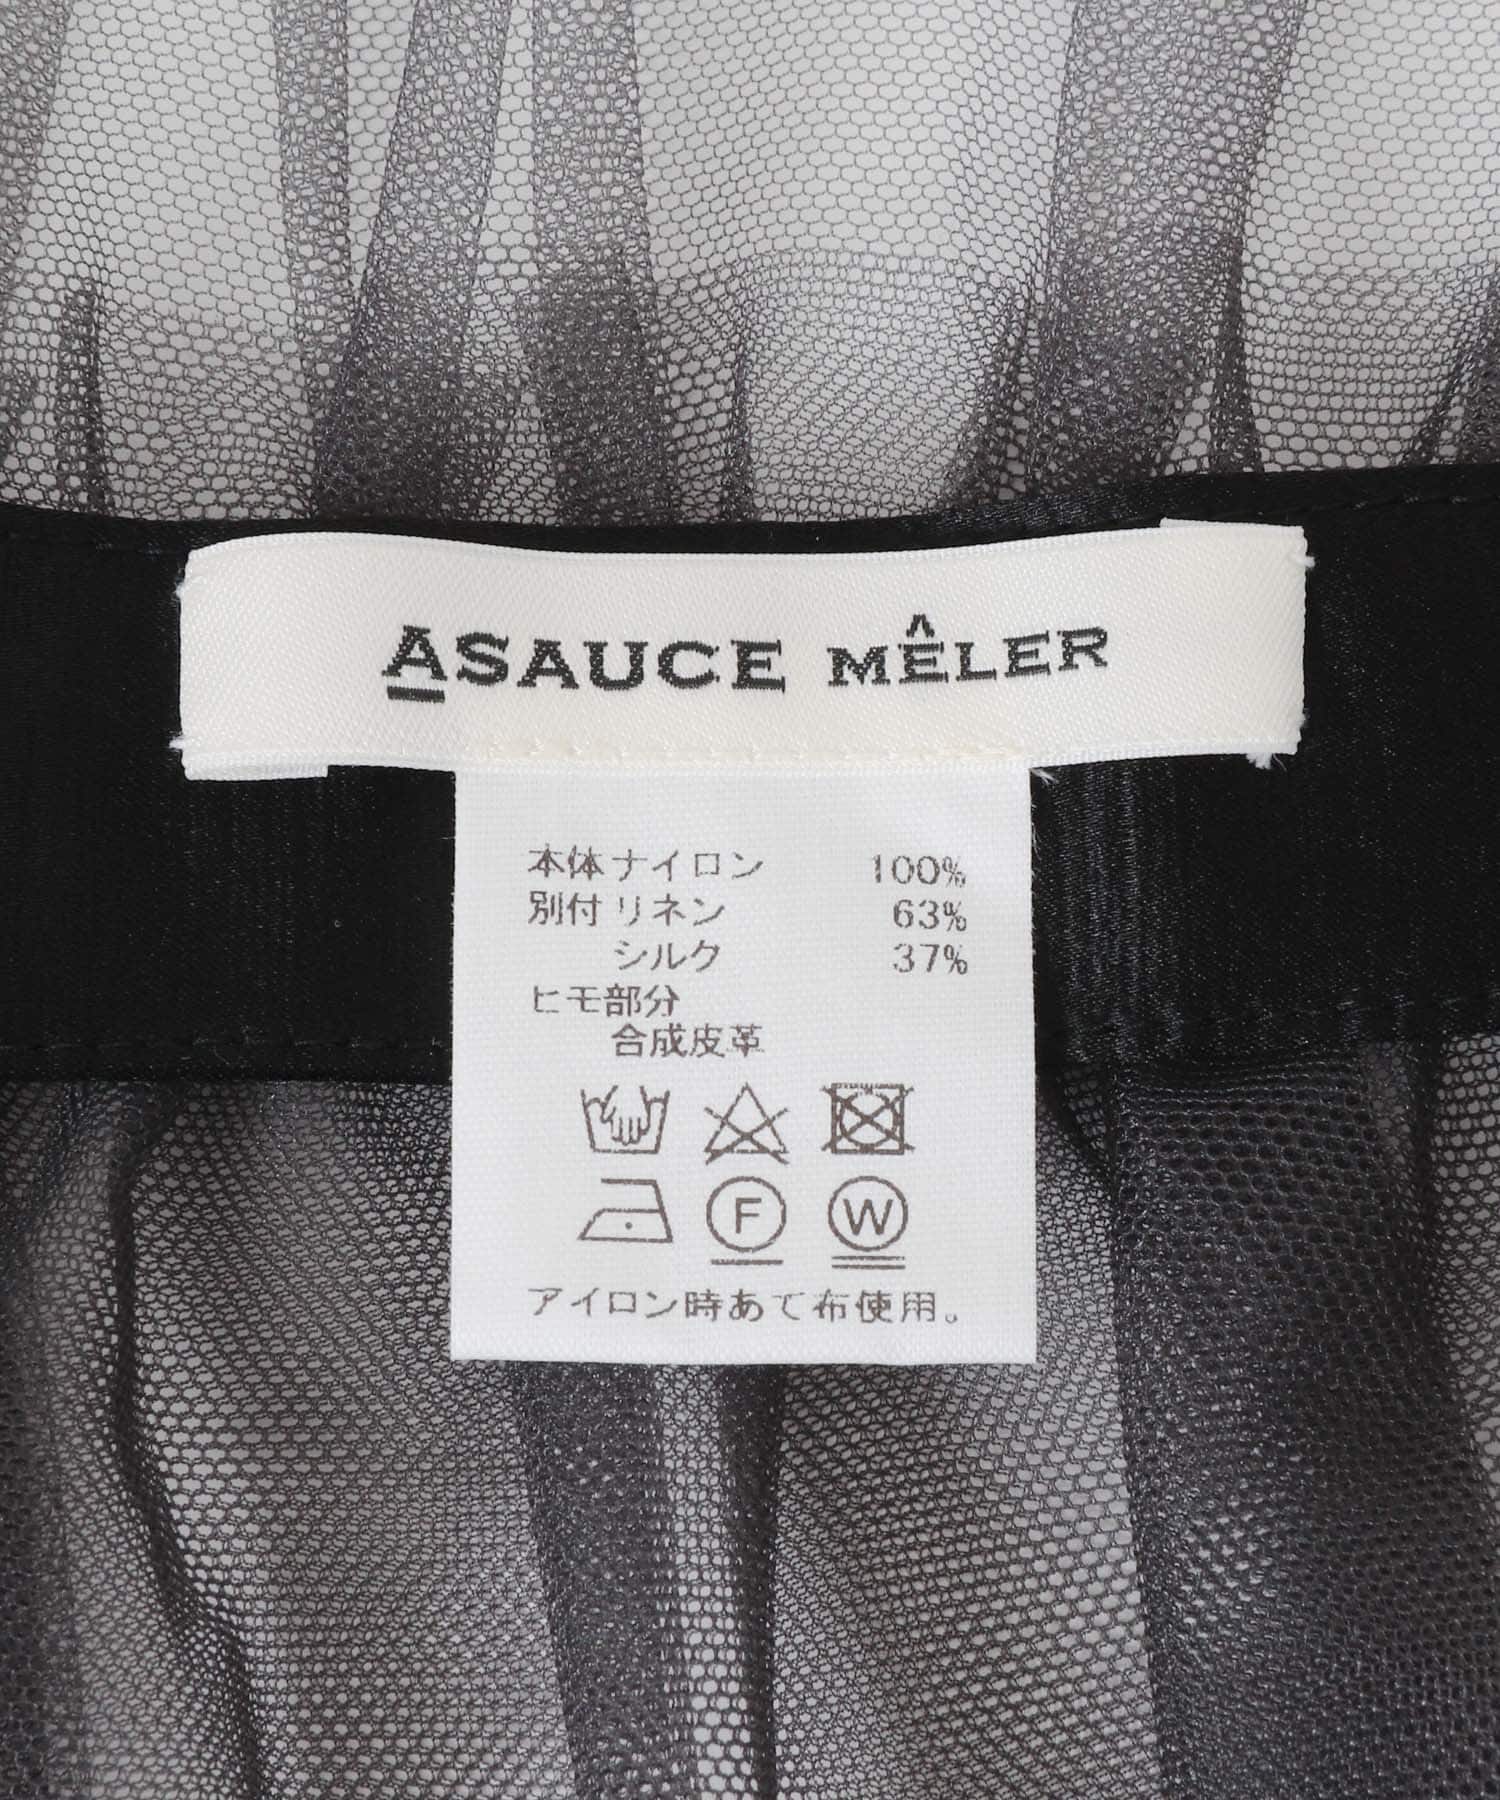 ASAUCE MÊLER
本体 ナイロン 100%
別付 リネン 63%
シルク 37%
ヒモ部分
合成皮革
F W
アイロン時あて布使用。